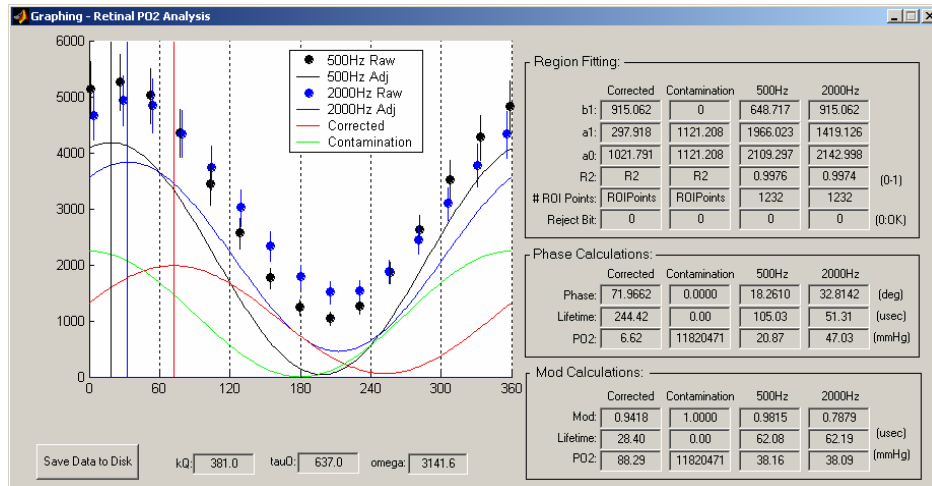 Graphing - Retinal PO2 Analysis
6000
5000
4000
3000
2000
1000
0
0 60 120 180 240 300 360
500Hz Raw
500Hz Adj
2000Hz Raw
2000Hz Adj
Corrected
Contamination
Region Fitting:
Corrected Contamination 500Hz 2000Hz
b1: 915.062 0 648.717 915.062
a1: 297.918 1121.208 1966.023 1419.126
a0: 1021.791 1121.208 2109.297 2142.998
R2: R2 R2 0.9976 0.9974 (0-1)
# ROI Points: ROIPoints ROIPoints 1232 1232
Reject Bit: 0 0 0 0 (0:OK)
Phase Calculations:
Corrected Contamination 500Hz 2000Hz
Phase: 71.9662 0.0000 18.2610 32.8142 (deg)
Lifetime: 244.42 0.00 105.03 51.31 (usec)
PO2: 6.62 11820471 20.87 47.03 (mmHg)
Mod Calculations:
Corrected Contamination 500Hz 2000Hz
Mod: 0.9418 1.0000 0.9815 0.7879
Lifetime: 28.40 0.00 62.08 62.19 (usec)
PO2: 88.29 11820471 38.16 38.09 (mmHg)
Save Data to Disk kQ: 381.0 tau0: 637.0 omega: 3141.6